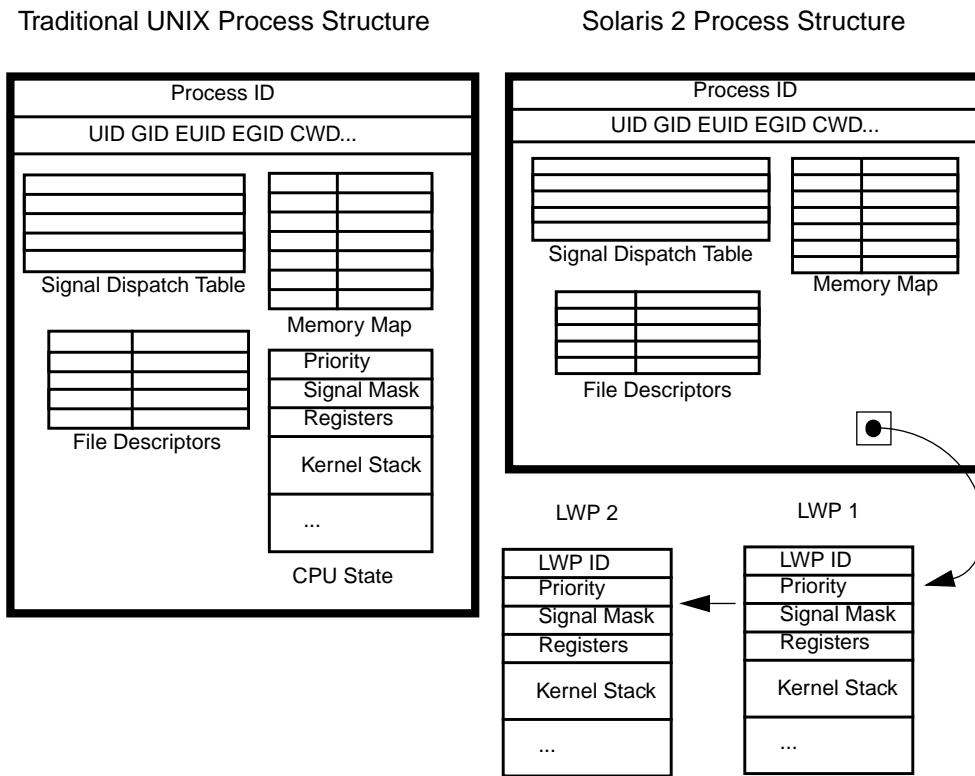 Traditional UNIX Process Structure
Process ID
UID GID EUID EGID CWD...
Signal Dispatch Table
Memory Map
File Descriptors
Priority
Signal Mask
Registers
Kernel Stack
...
CPU State
Solaris 2 Process Structure
Process ID
UID GID EUID EGID CWD...
Signal Dispatch Table
Memory Map
File Descriptors
LWP 2
LWP ID
Priority
Signal Mask
Registers
Kernel Stack
...
LWP 1
LWP ID
Priority
Signal Mask
Registers
Kernel Stack
...